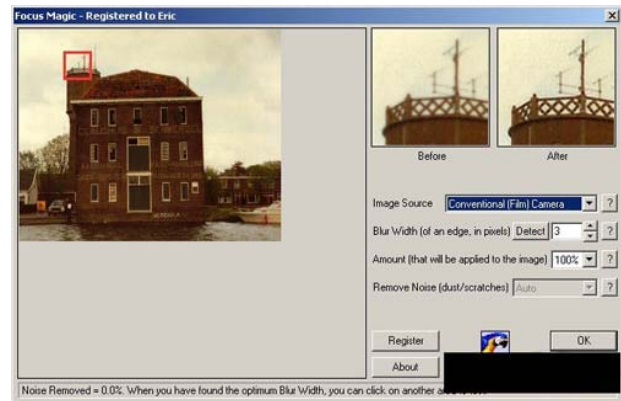 Focus Magic - Registered to Eric
Before
After
Image Source Conventional (Film) Camera ?
Blur Width (of an edge, in pixels) Detect 3 ?
Amount (that will be applied to the image) 100% ?
Remove Noise (dust/scratches) Auto ?
Register
OK
About
Noise Removed = 0.0%. When you have found the optimum Blur Width, you can click on another